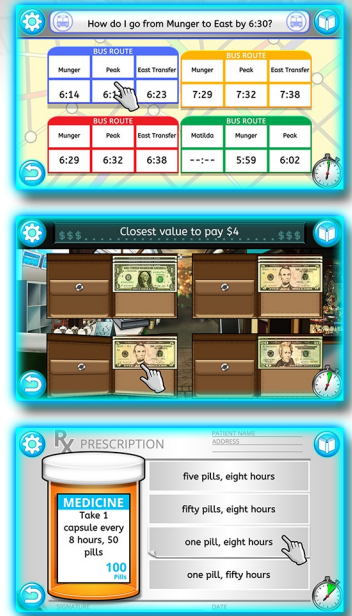 How do I go from Munger to East by 6:30?
BUS ROUTE
Munger Peak East Transfer
6:14 6:1 6:23
BUS ROUTE
Munger Peak East Transfer
7:29 7:32 7:38
BUS ROUTE
Munger Peak East Transfer
6:29 6:32 6:38
BUS ROUTE
Matilda Munger Peak
--:-- 5:59 6:02
Closest value to pay $4
$$$ $$$
RX PRESCRIPTION
PATIENT NAME
ADDRESS
MEDICINE
Take 1
capsule every
8 hours, 50
pills
100
Pills
five pills, eight hours
fifty pills, eight hours
one pill, eight hours
one pill, fifty hours
SIGNATURE
DATE